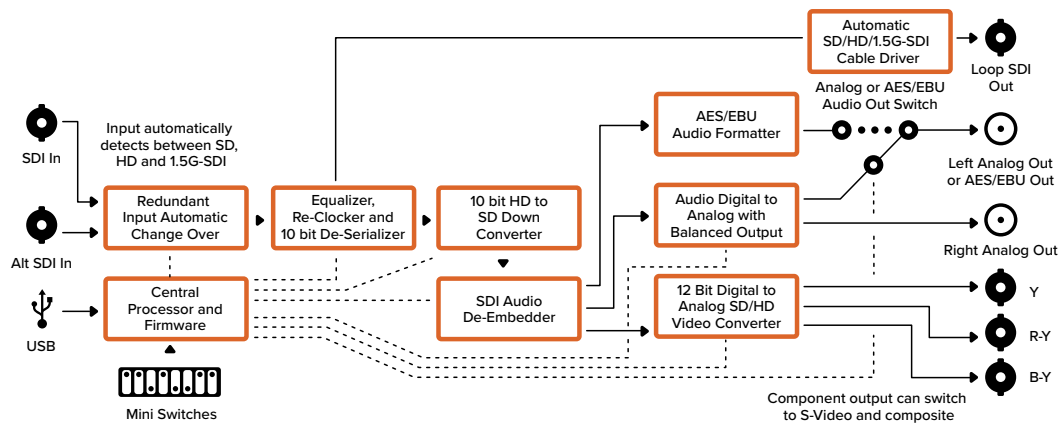 Automatic
SD/HD/1.5G-SDI
Cable Driver
Loop SDI
Out
Analog or AES/EBU
Audio Out Switch
AES/EBU
Audio Formatter
SDI In
Input automatically
detects between SD,
HD and 1.5G-SDI
Left Analog Out
or AES/EBU Out
Redundant
Input Automatic
Change Over
Equalizer,
Re-Clocker and
10 bit De-Serializer
10 bit HD to
SD Down
Converter
Audio Digital to
Analog with
Balanced Output
Alt SDI In
Right Analog Out
Central
Processor and
Firmware
SDI Audio
De-Embedder
12 Bit Digital to
Analog SD/HD
Video Converter
Y
USB
R-Y
B-Y
Mini Switches
Component output can switch
to S-Video and composite